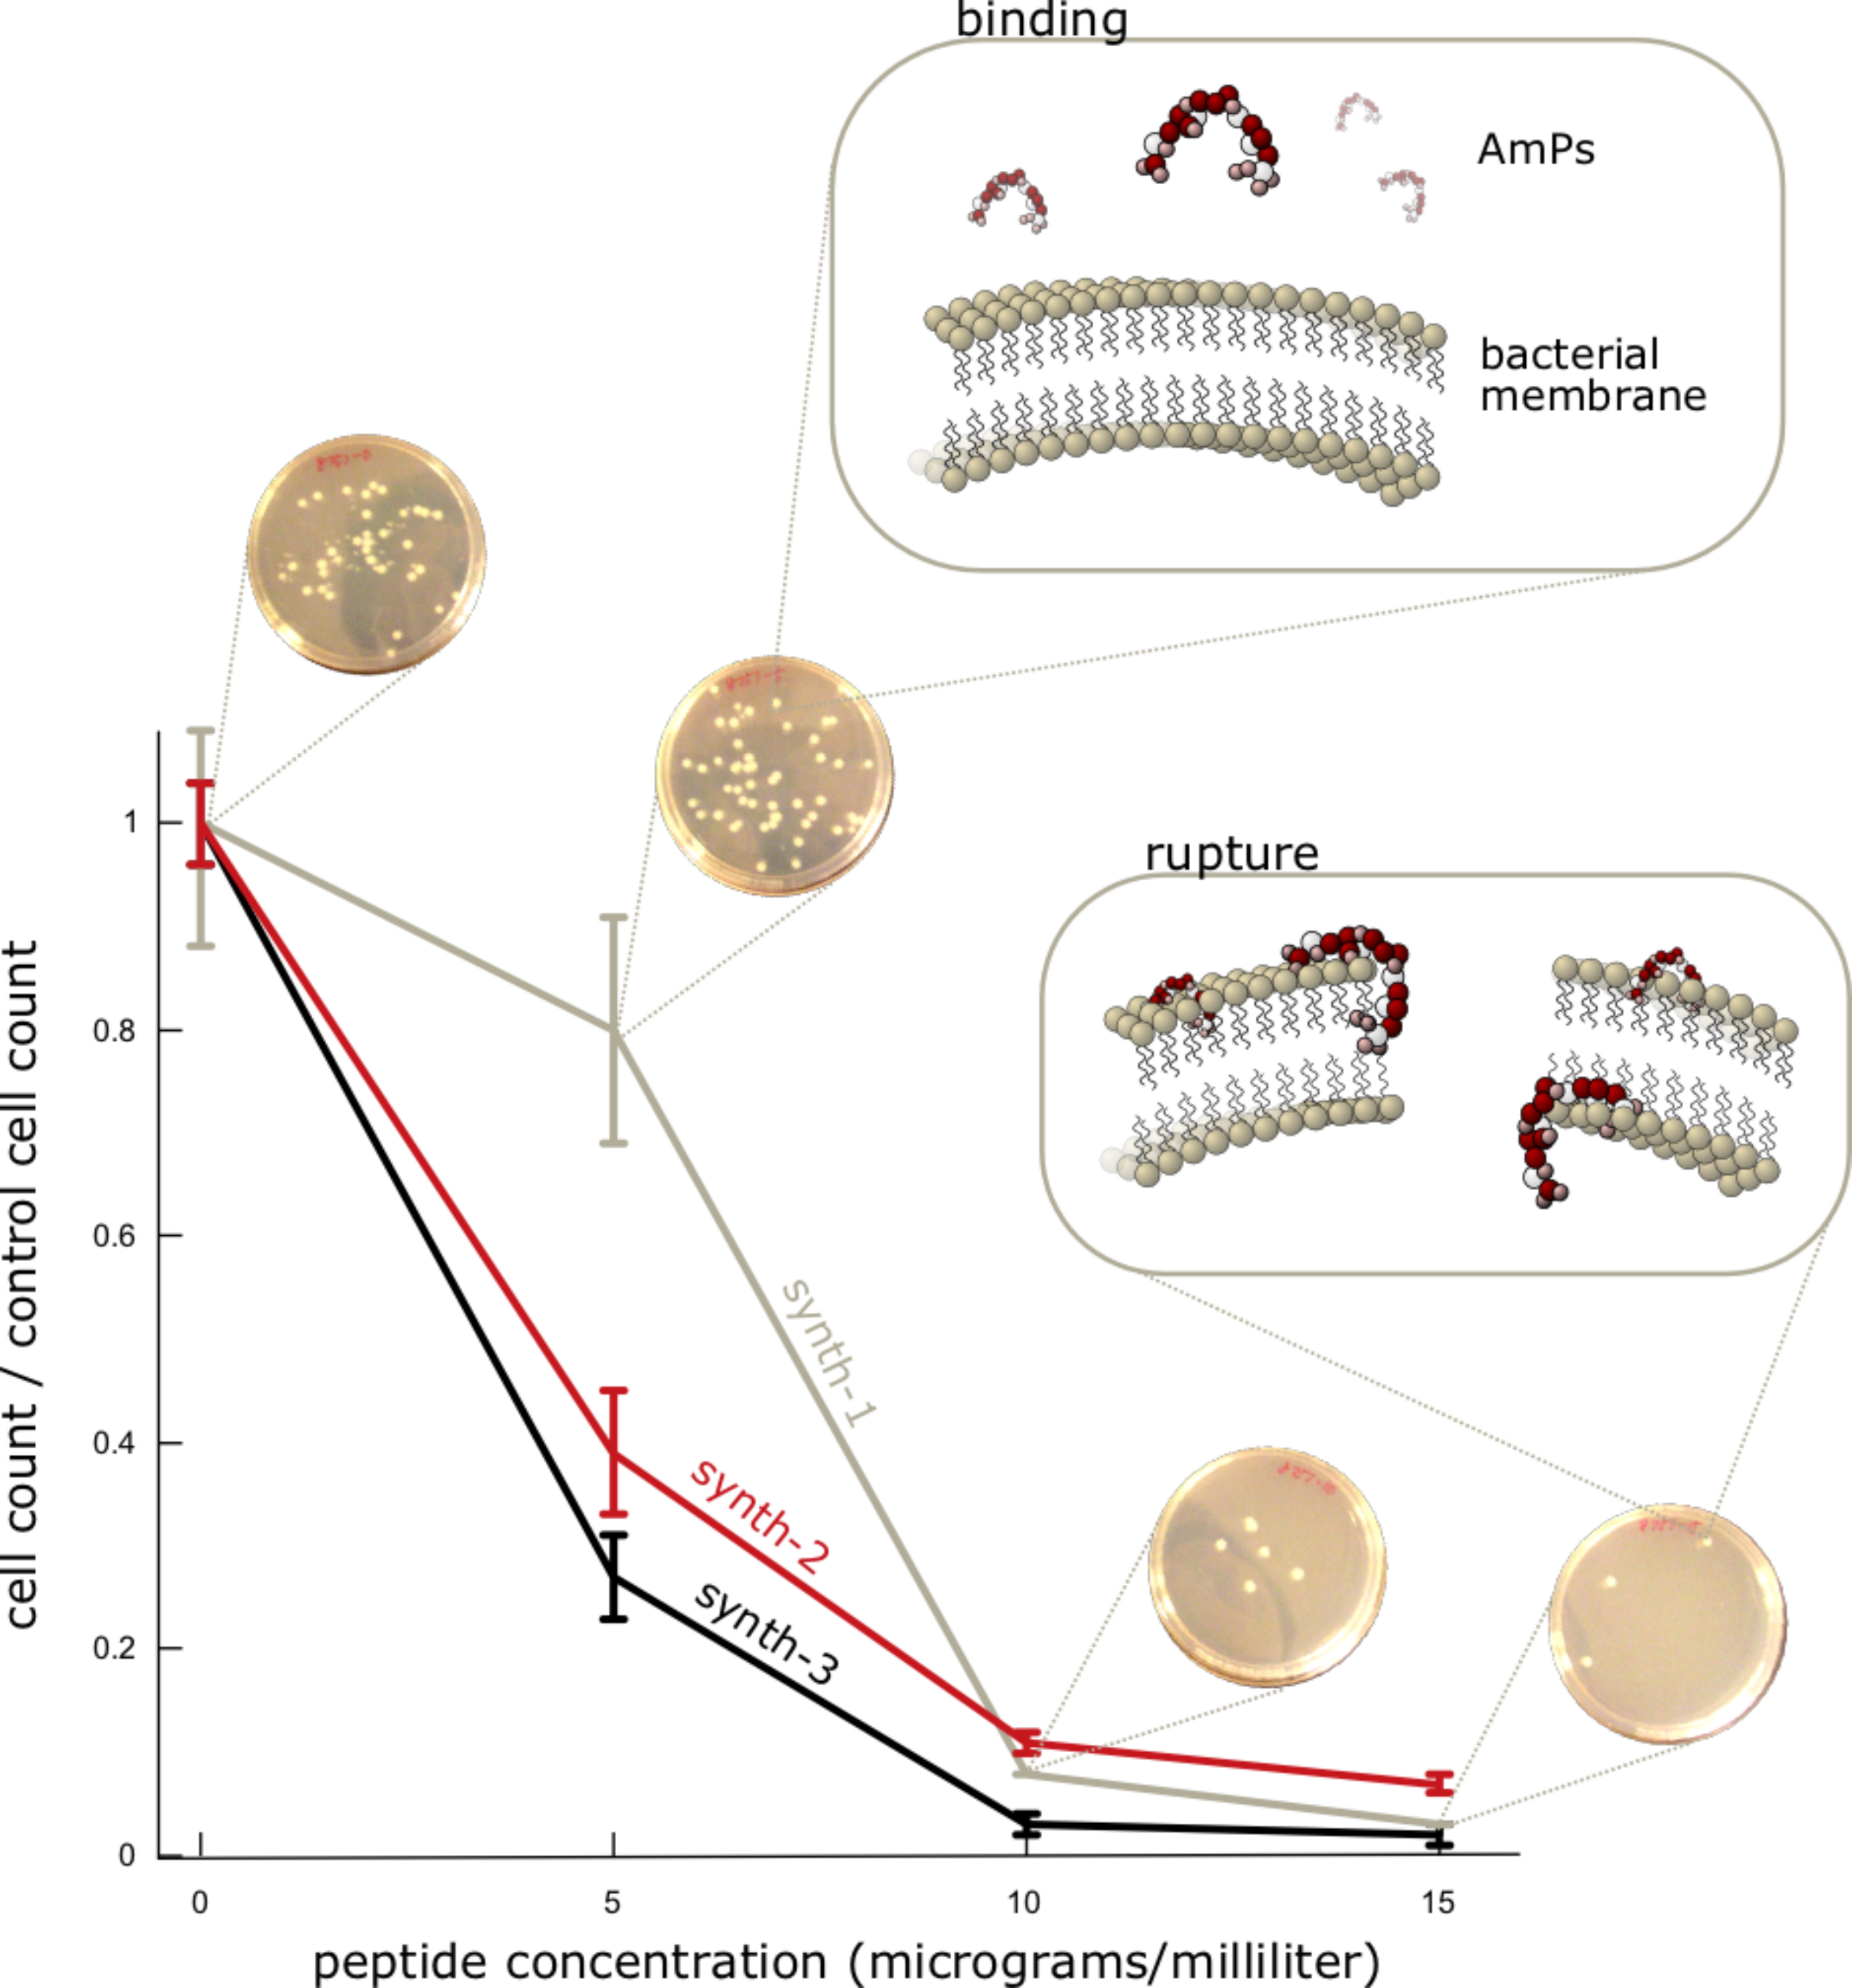 binding
AmPs
bacterial
membrane
rupture
cell count / control cell count
1
0.8
0.6
0.4
0.2
0
synth-1
synth-2
synth-3
0
5
10
15
peptide concentration (micrograms/milliliter)